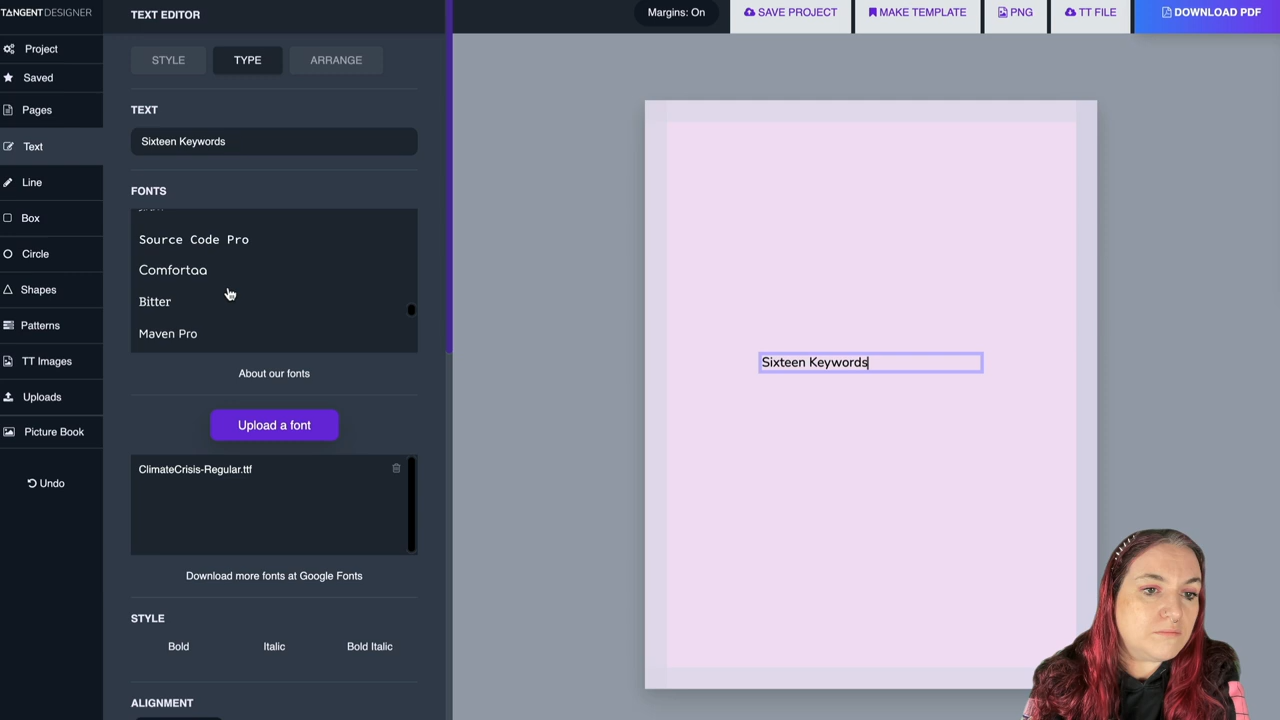 TANGENT DESIGNER
TEXT EDITOR
Margins: On
SAVE PROJECT
MAKE TEMPLATE
PNG
TT FILE
DOWNLOAD PDF
Project
Saved
Pages
Text
Line
Box
Circle
Shapes
Patterns
TT Images
Uploads
Picture Book
Undo
STYLE
TYPE
ARRANGE
TEXT
Sixteen Keywords
FONTS
Source Code Pro
Comfortaa
Bitter
Maven Pro
About our fonts
Upload a font
ClimateCrisis-Regular.ttf
Download more fonts at Google Fonts
STYLE
Bold
Italic
Bold Italic
ALIGNMENT
Sixteen Keywords